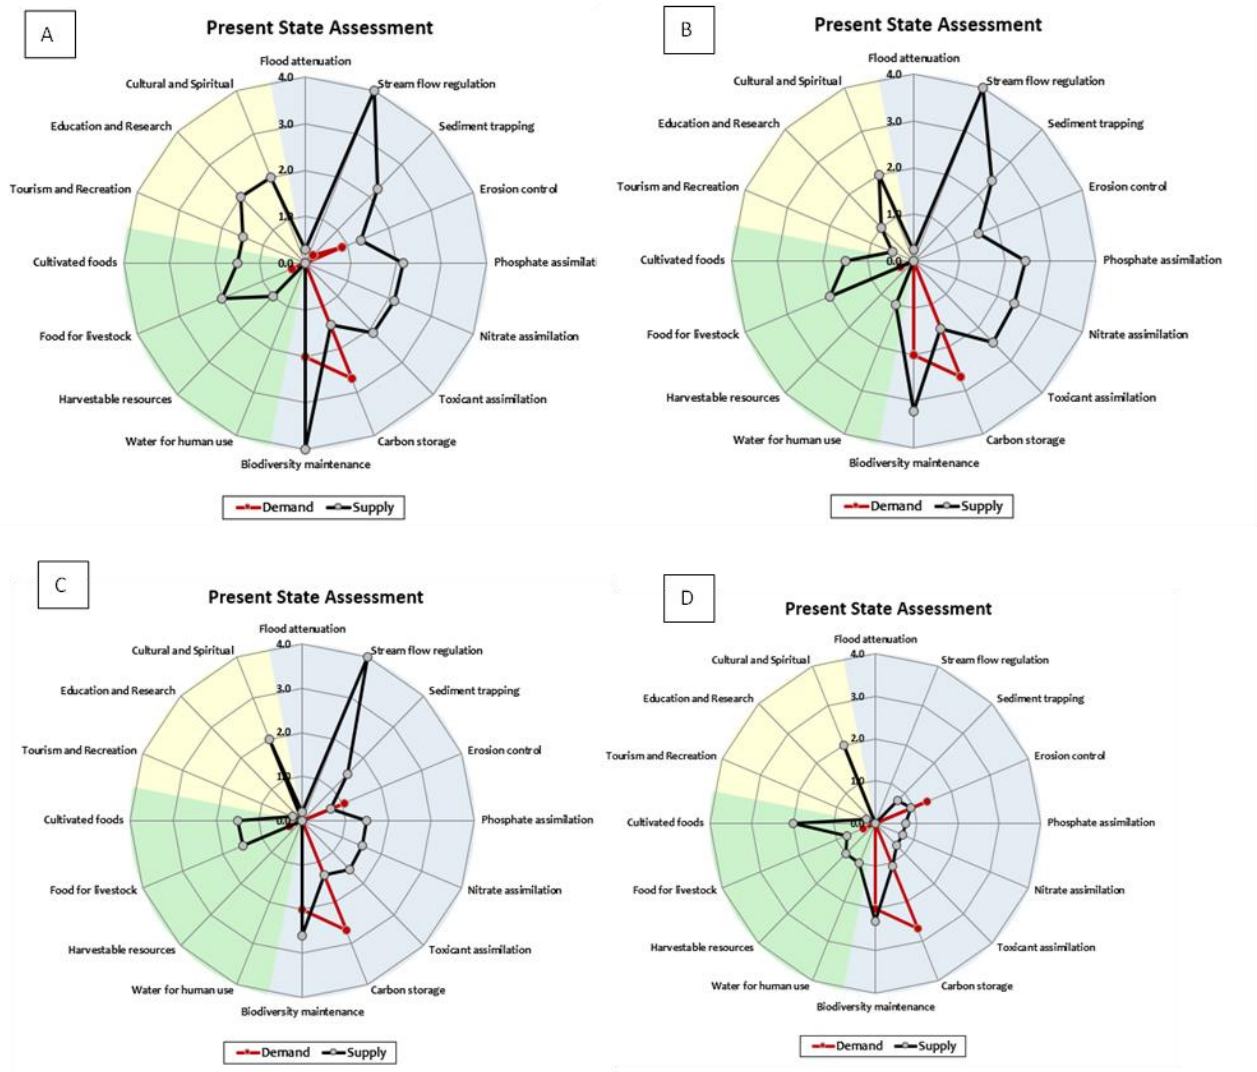 A
Present State Assessment
Flood attenuation
4.0
Stream flow regulation
Cultural and Spiritual
Education and Research
Sediment trapping
3.0
Tourism and Recreation
Erosion control
2.0
1.0
Cultivated foods
0.0
Phosphate assimilati
Food for livestock
Nitrate assimilation
Harvestable resources
Toxicant assimilation
Water for human use
Carbon storage
Biodiversity maintenance
Demand Supply
B
Present State Assessment
Flood attenuation
4.0
Stream flow regulation
Cultural and Spiritual
Education and Research
Sediment trapping
3.0
Tourism and Recreation
Erosion control
2.0
1.0
Cultivated foods
0.0
Phosphate assimilation
Food for livestock
Nitrate assimilation
Harvestable resources
Toxicant assimilation
Water for human use
Carbon storage
Biodiversity maintenance
Demand Supply
C
Present State Assessment
Flood attenuation
4.0
Stream flow regulation
Cultural and Spiritual
Education and Research
Sediment trapping
3.0
Tourism and Recreation
Erosion control
2.0
1.0
Cultivated foods
0.0
Phosphate assimilation
Food for livestock
Nitrate assimilation
Harvestable resources
Toxicant assimilation
Water for human use
Carbon storage
Biodiversity maintenance
Demand Supply
D
Present State Assessment
Flood attenuation
4.0
Stream flow regulation
Cultural and Spiritual
Education and Research
Sediment trapping
3.0
Tourism and Recreation
Erosion control
2.0
1.0
Cultivated foods
0.0
Phosphate assimilation
Food for livestock
Nitrate assimilation
Harvestable resources
Toxicant assimilation
Water for human use
Carbon storage
Biodiversity maintenance
Demand Supply